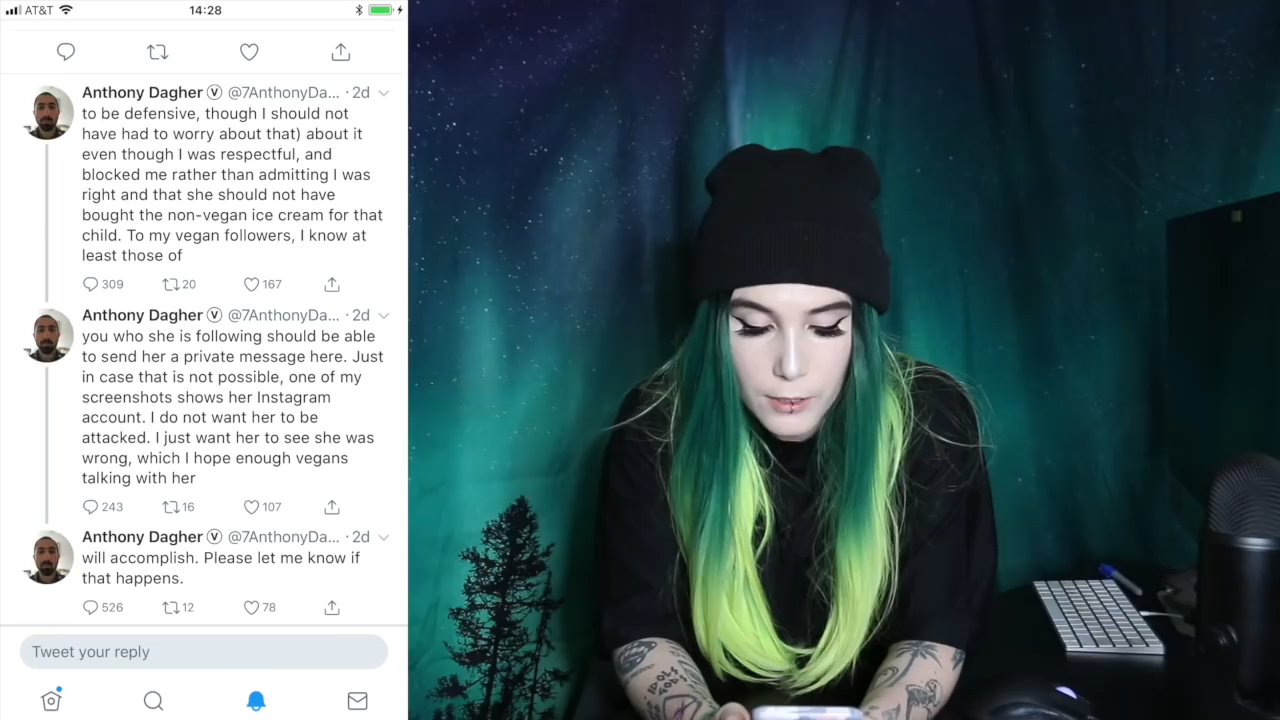 AT&T 14:28
Anthony Dagher Ⓥ @7AnthonyDa... · 2d
to be defensive, though I should not
have had to worry about that) about it
even though I was respectful, and
blocked me rather than admitting I was
right and that she should not have
bought the non-vegan ice cream for that
child. To my vegan followers, I know at
least those of
309 20 167
Anthony Dagher Ⓥ @7AnthonyDa... · 2d
you who she is following should be able
to send her a private message here. Just
in case that is not possible, one of my
screenshots shows her Instagram
account. I do not want her to be
attacked. I just want her to see she was
wrong, which I hope enough vegans
talking with her
243 16 107
Anthony Dagher Ⓥ @7AnthonyDa... · 2d
will accomplish. Please let me know if
that happens.
526 12 78
Tweet your reply